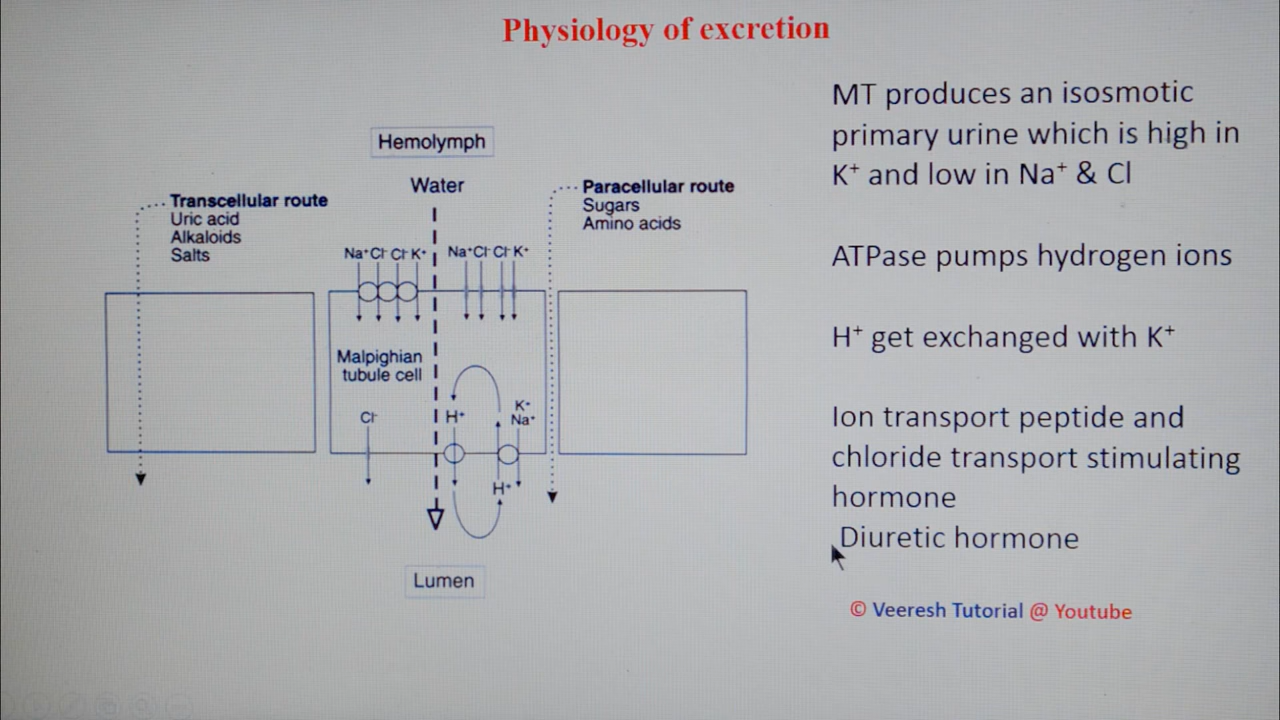 Physiology of excretion
Hemolymph
Water
Transcellular route
Uric acid
Alkaloids
Salts
Paracellular route
Sugars
Amino acids
Na⁺Cl⁻ Cl⁻ K⁺
Na⁺Cl⁻ Cl⁻ K⁺
Malpighian
tubule cell
Cl⁻
H⁺
K⁺
Na⁺
H⁺
Lumen
MT produces an isosmotic
primary urine which is high in
K⁺ and low in Na⁺ & Cl
ATPase pumps hydrogen ions
H⁺ get exchanged with K⁺
Ion transport peptide and
chloride transport stimulating
hormone
Diuretic hormone
© Veeresh Tutorial @ Youtube